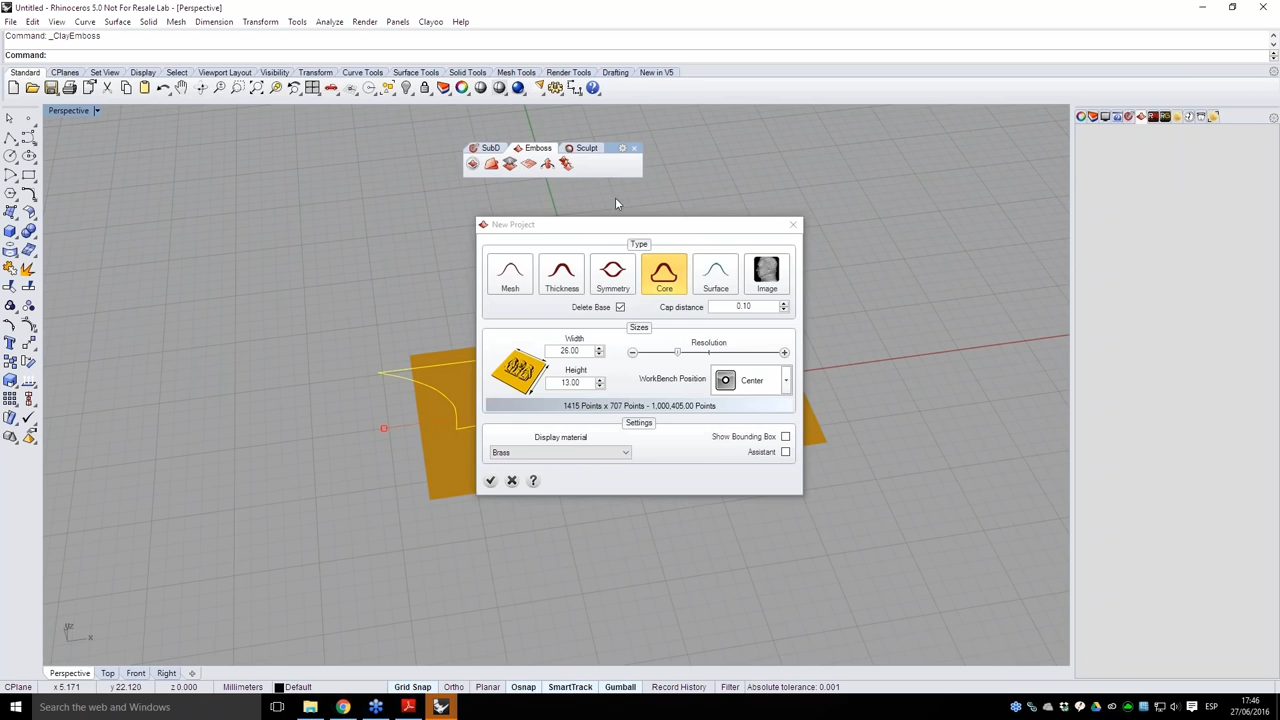 Untitled - Rhinoceros 5.0 Not For Resale Lab - [Perspective]
File Edit View Curve Surface Solid Mesh Dimension Transform Tools Analyze Render Panels Clayoo Help
Command: _ClayEmboss
Command:
Standard CPlanes Set View Display Select Viewport Layout Visibility Transform Curve Tools Surface Tools Solid Tools Mesh Tools Render Tools Drafting New in V5
Perspective
SubD Emboss Sculpt
New Project
Type
Mesh Thickness Symmetry Core Surface Image
Delete Base Cap distance 0.10
Sizes
Width
26.00
Resolution
Height
13.00
WorkBench Position Center
1415 Points x 707 Points - 1,000,405.00 Points
Settings
Display material
Brass
Show Bounding Box
Assistant
x
Perspective Top Front Right
CPlane x 5.171 y 22.120 z 0.000 Millimeters Default Grid Snap Ortho Planar Osnap SmartTrack Gumball Record History Filter Absolute tolerance: 0.001
Search the web and Windows
ESP
17:46
27/06/2016